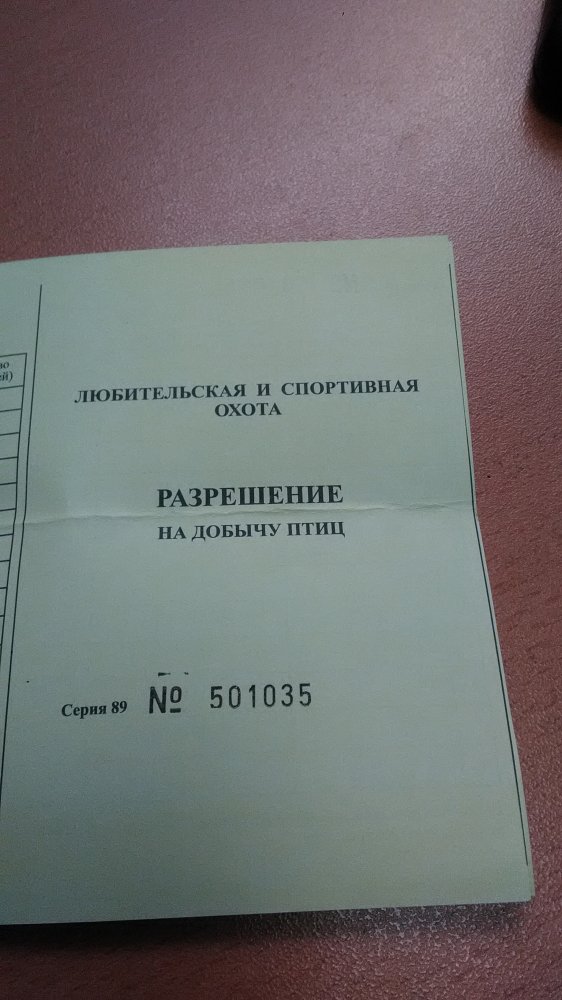 ЛЮБИТЕЛЬСКАЯ И СПОРТИВНАЯ
ОХОТА
РАЗРЕШЕНИЕ
НА ДОБЫЧУ ПТИЦ
Серия 89 № 501035